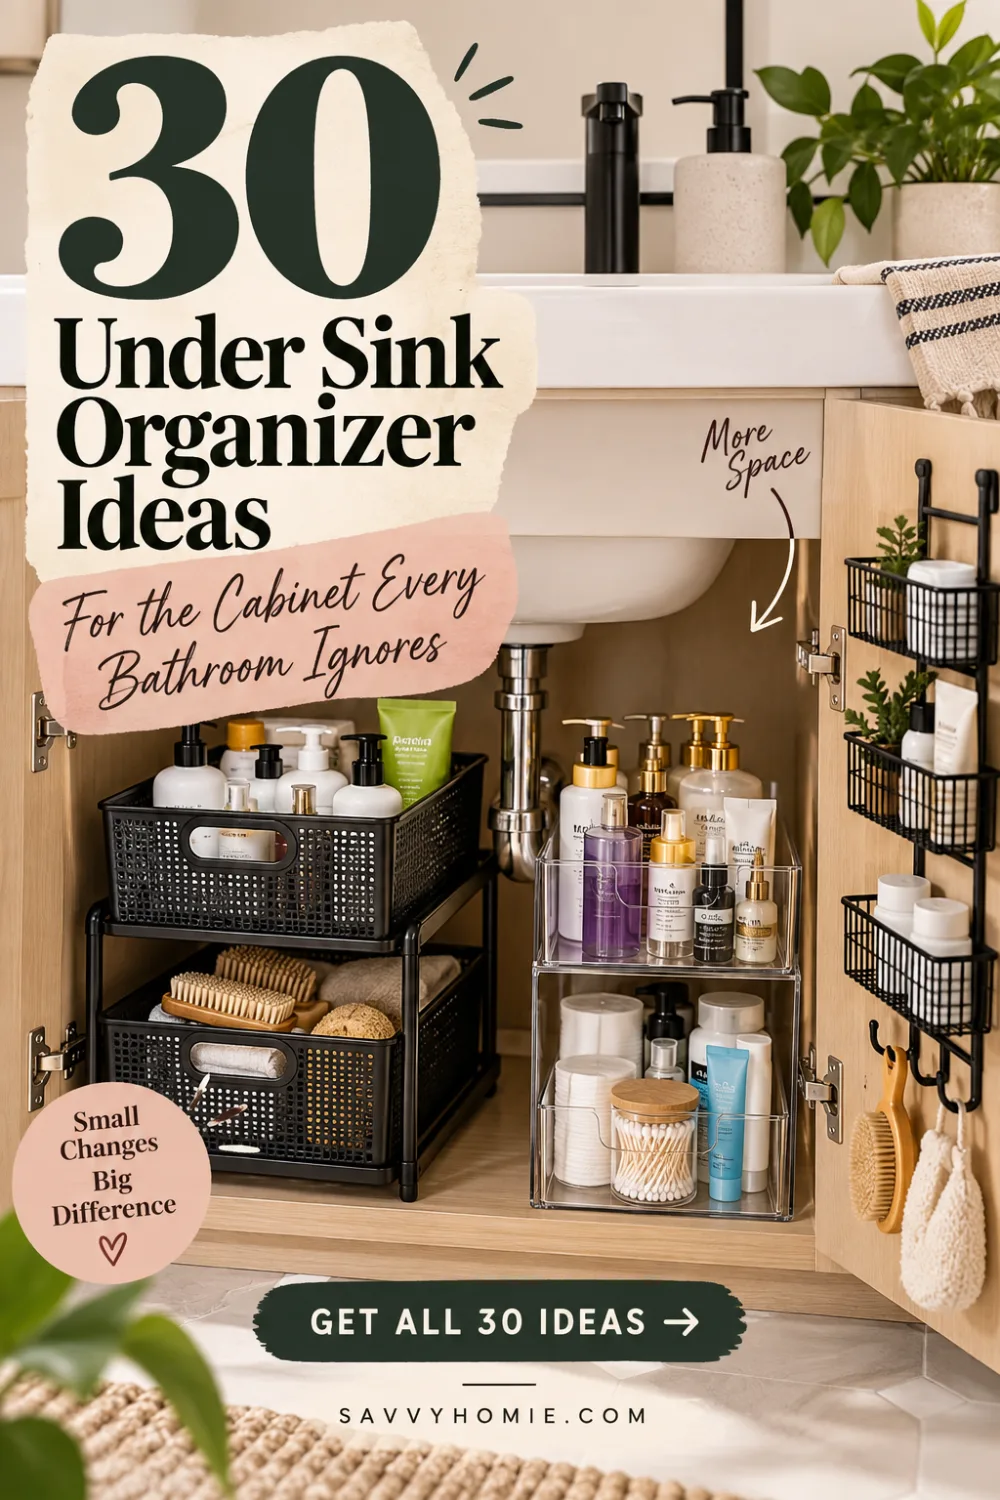 30
Under Sink
Organizer
Ideas
For the Cabinet Every
Bathroom Ignores
More
Space
Small
Changes
Big
Difference
GET ALL 30 IDEAS →
SAVVYHOMIE.COM